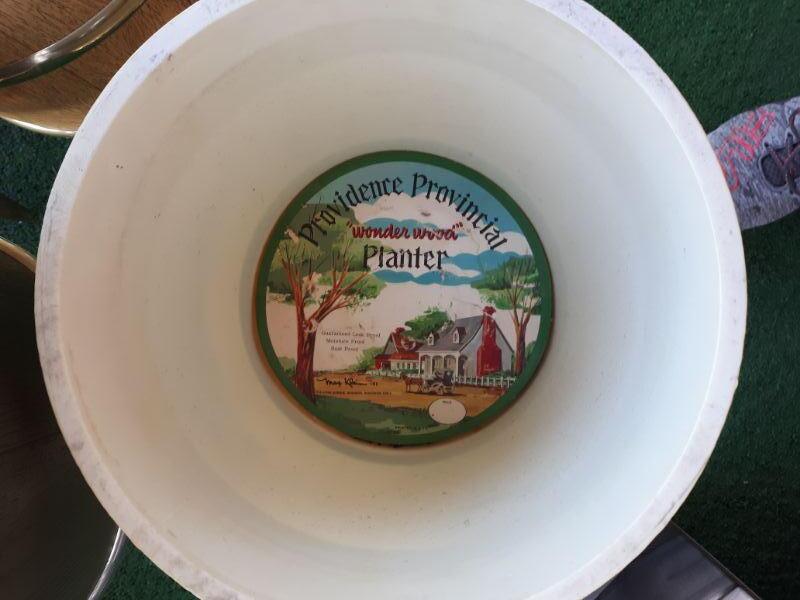 Providence Provincial
"wonder wood"
Planter
Guaranteed Leak Proof
Moisture Proof
Rust Proof